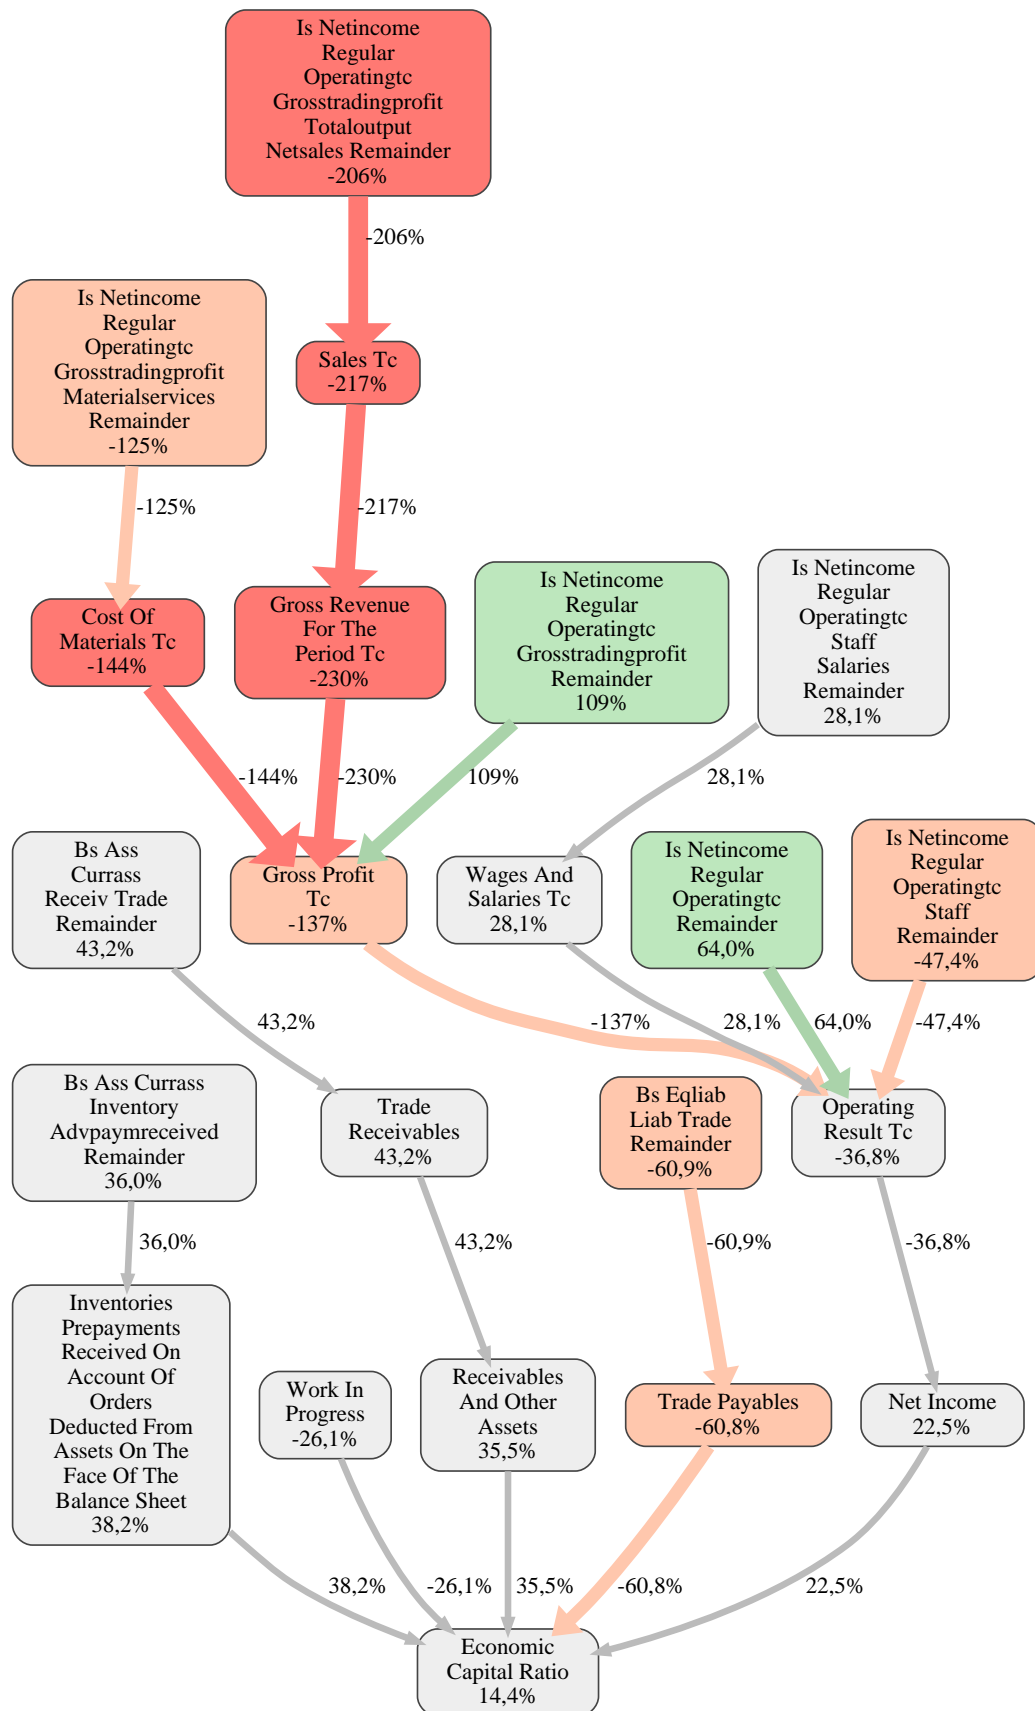 Is Netincome
Regular
Operatingtc
Grosstradingprofit
Totaloutput
Netsales Remainder
-206%
-206%
Is Netincome
Regular
Operatingtc
Grosstradingprofit
Materialservices
Remainder
-125%
Sales Tc
-217%
-125%
-217%
Is Netincome
Regular
Operatingtc
Grosstradingprofit
Remainder
109%
Is Netincome
Regular
Operatingtc
Staff
Salaries
Remainder
28,1%
Cost Of
Materials Tc
-144%
Gross Revenue
For The
Period Tc
-230%
-144%
-230%
109%
28,1%
Bs Ass
Currass
Receiv Trade
Remainder
43,2%
Gross Profit
Tc
-137%
Wages And
Salaries Tc
28,1%
Is Netincome
Regular
Operatingtc
Remainder
64,0%
Is Netincome
Regular
Operatingtc
Staff
Remainder
-47,4%
43,2%
-137%
28,1%
64,0%
-47,4%
Bs Ass Currass
Inventory
Advpaymreceived
Remainder
36,0%
Trade
Receivables
43,2%
Bs Eqliab
Liab Trade
Remainder
-60,9%
Operating
Result Tc
-36,8%
36,0%
43,2%
-60,9%
-36,8%
Inventories
Prepayments
Received On
Account Of
Orders
Deducted From
Assets On The
Face Of The
Balance Sheet
38,2%
Work In
Progress
-26,1%
Receivables
And Other
Assets
35,5%
Trade Payables
-60,8%
Net Income
22,5%
38,2%
-26,1%
35,5%
-60,8%
22,5%
Economic
Capital Ratio
14,4%